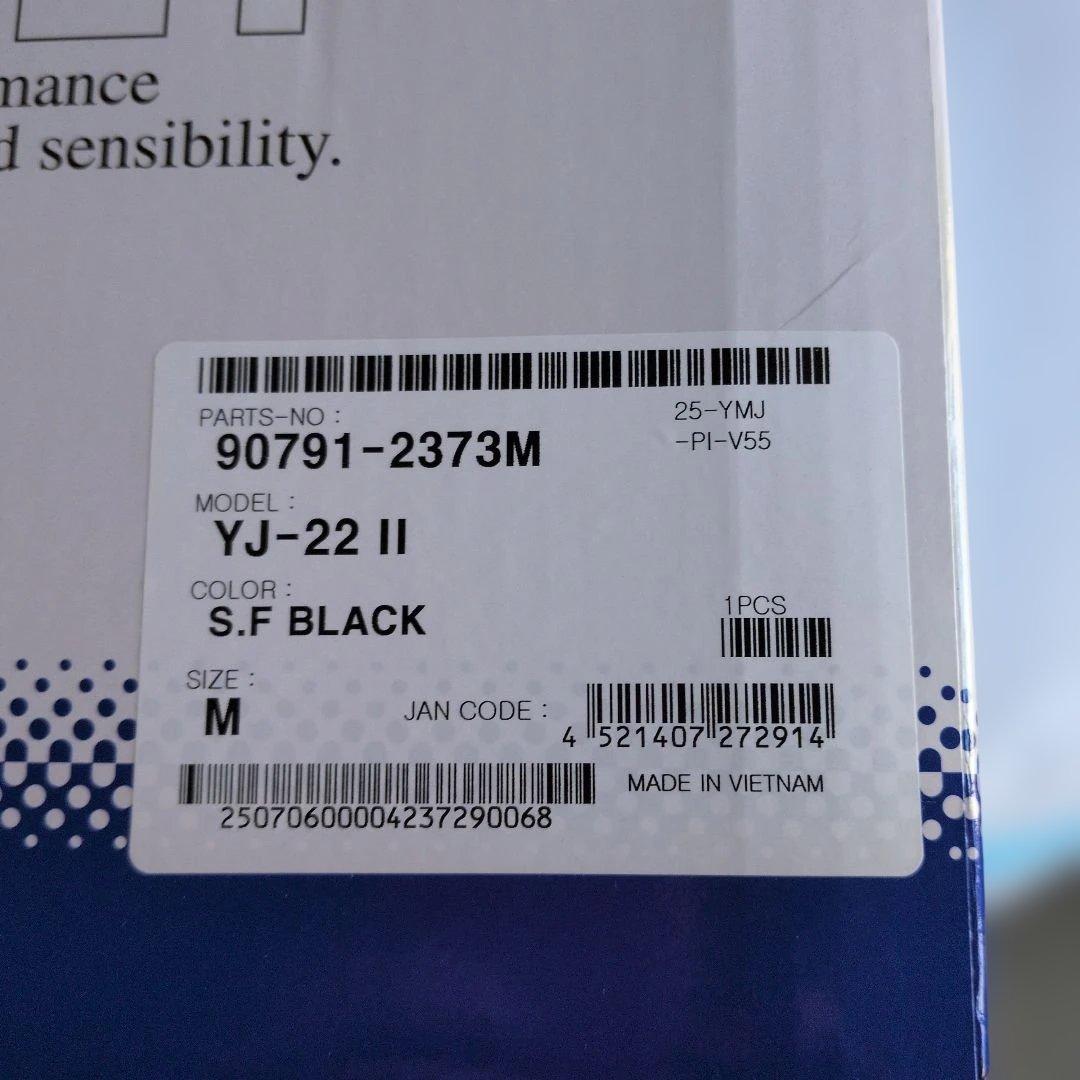 sensibility.
PARTS-NO :
25-YMJ
90791-2373M
-PI-V55
MODEL :
YJ-22 II
COLOR :
S.F BLACK
1PCS
SIZE :
M
JAN CODE :
4 521407 272914
MADE IN VIETNAM
25070600004237290068